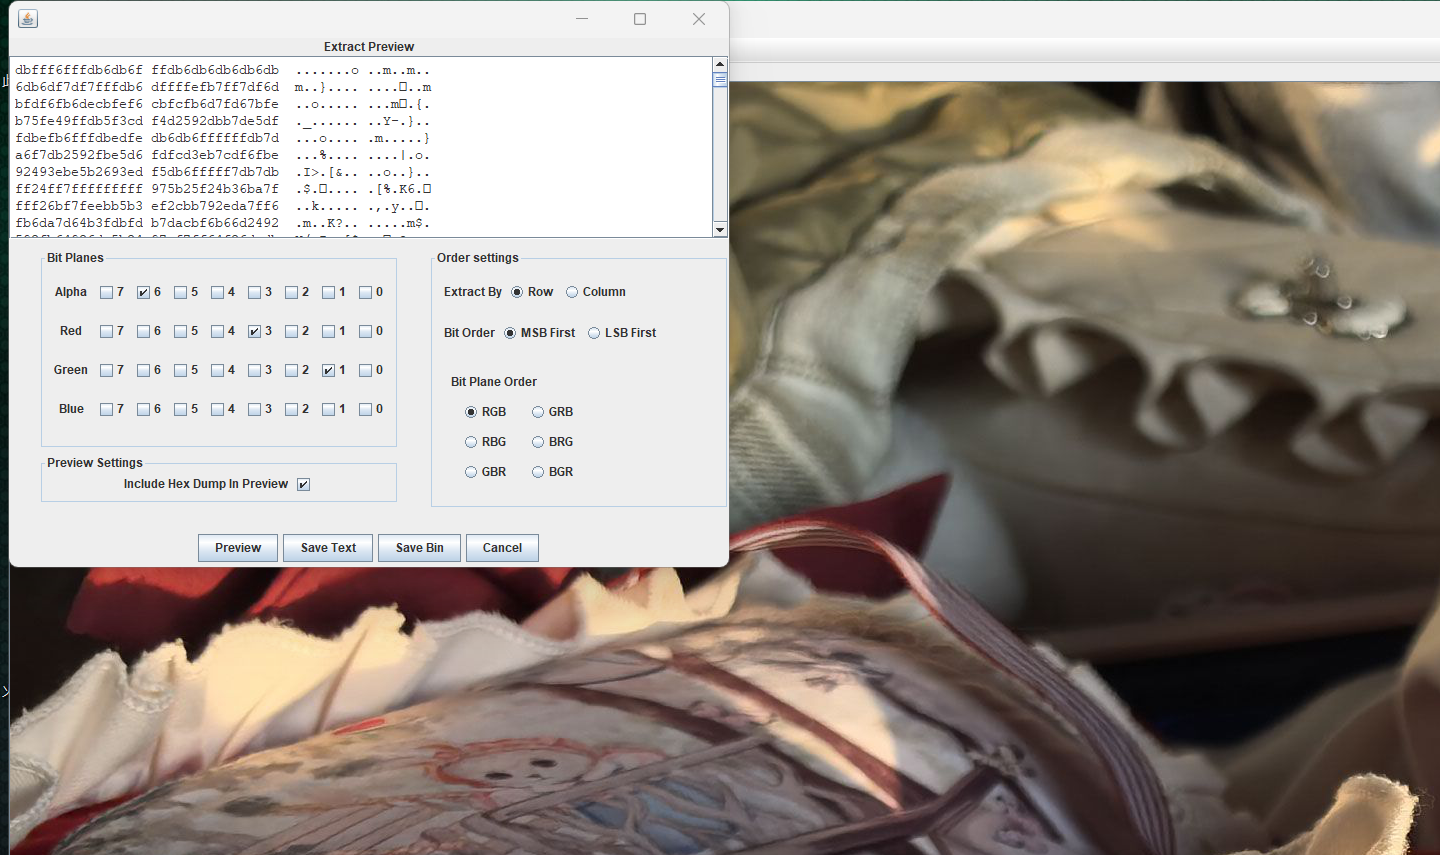 Extract Preview
dbfff6fffdb6db6f ffdb6db6db6db6db .......o ..m..m..
6db6df7df7fffdb6 dffffefb7ff7df6d m..}.... ....□..m
bfdf6fb6decbfef6 cbfcfb6d7fd67bfe ..o..... ...m□.{.
b75fe49ffdb5f3cd f4d2592dbb7de5df ._...... ..Y-.}..
fdbefb6fffdbedfe db6db6ffffffdb7d ...o.... .m.....}
a6f7db2592fbe5d6 fdfcd3eb7cdf6fbe ...%.... ....|.o.
92493ebe5b2693ed f5db6fffff7db7db .I>.[&.. ..o..}..
ff24ff7fffffffff 975b25f24b36ba7f .$.□.... .[%.K6.□
fff26bf7feebb5b3 ef2cbb792eda7ff6 ..k..... .,.y..□.
fb6da7d64b3fdbfd b7dacbf6b66d2492 .m..K?.. .....m$.
Bit Planes
Alpha 7 6 5 4 3 2 1 0
Red 7 6 5 4 3 2 1 0
Green 7 6 5 4 3 2 1 0
Blue 7 6 5 4 3 2 1 0
Preview Settings
Include Hex Dump In Preview
Order settings
Extract By Row Column
Bit Order MSB First LSB First
Bit Plane Order
RGB GRB
RBG BRG
GBR BGR
Preview Save Text Save Bin Cancel